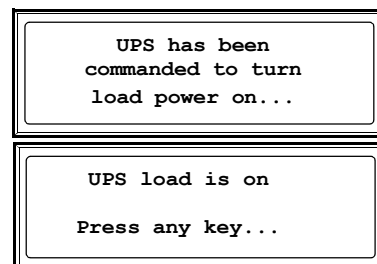 UPS has been
commanded to turn
load power on...
UPS load is on
Press any key...